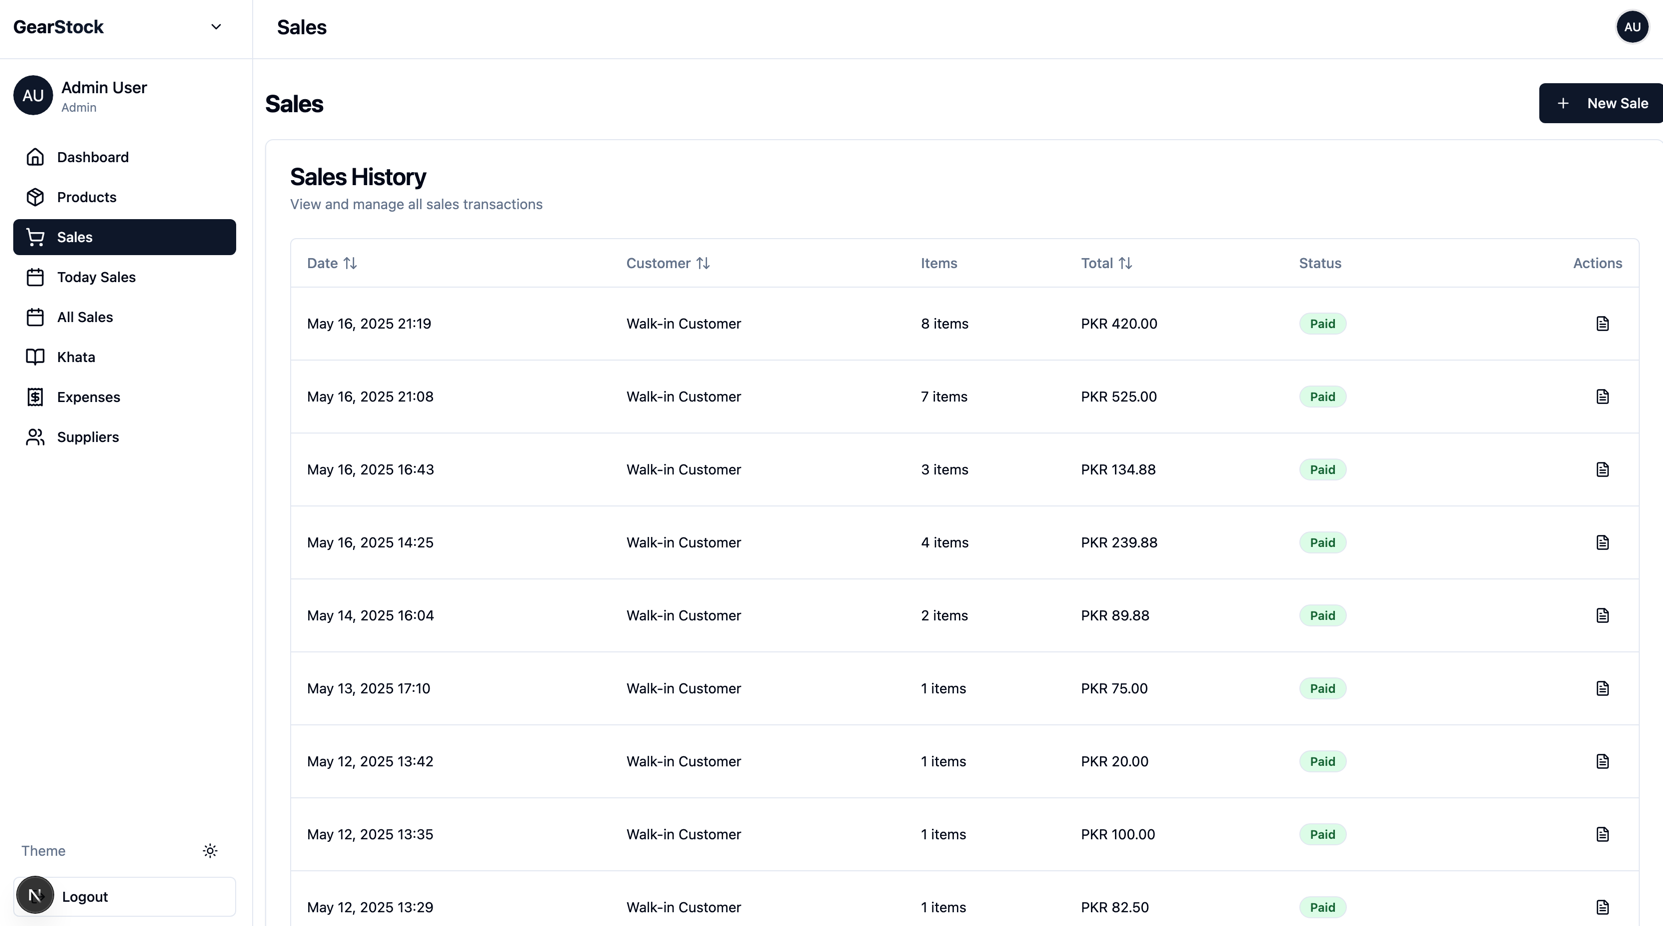 GearStock
Sales
AU
AU
Admin User
Admin
Dashboard
Products
Sales
Today Sales
All Sales
Khata
Expenses
Suppliers
Theme
N
Logout
Sales
New Sale
Sales History
View and manage all sales transactions
Date Customer Items Total Status Actions
May 16, 2025 21:19 Walk-in Customer 8 items PKR 420.00 Paid
May 16, 2025 21:08 Walk-in Customer 7 items PKR 525.00 Paid
May 16, 2025 16:43 Walk-in Customer 3 items PKR 134.88 Paid
May 16, 2025 14:25 Walk-in Customer 4 items PKR 239.88 Paid
May 14, 2025 16:04 Walk-in Customer 2 items PKR 89.88 Paid
May 13, 2025 17:10 Walk-in Customer 1 items PKR 75.00 Paid
May 12, 2025 13:42 Walk-in Customer 1 items PKR 20.00 Paid
May 12, 2025 13:35 Walk-in Customer 1 items PKR 100.00 Paid
May 12, 2025 13:29 Walk-in Customer 1 items PKR 82.50 Paid